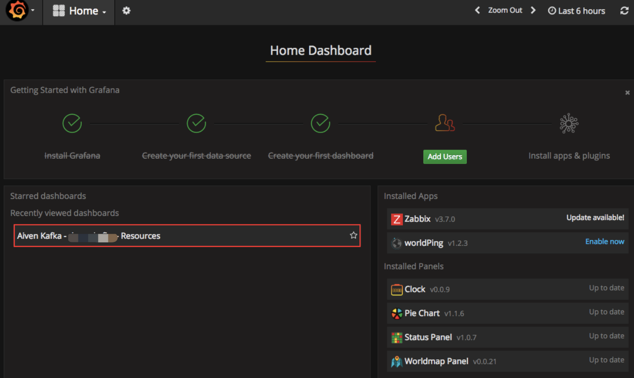 Home
Zoom Out
Last 6 hours
Home Dashboard
Getting Started with Grafana
×
Install Grafana
Create your first data source
Create your first dashboard
Add Users
Install apps & plugins
Starred dashboards
Recently viewed dashboards
Aiven Kafka - - Resources
Installed Apps
Zabbix v3.7.0 Update available!
worldPing v1.2.3 Enable now
Installed Panels
Clock v0.0.9 Up to date
Pie Chart v1.1.6 Up to date
Status Panel v1.0.7 Up to date
Worldmap Panel v0.0.21 Up to date